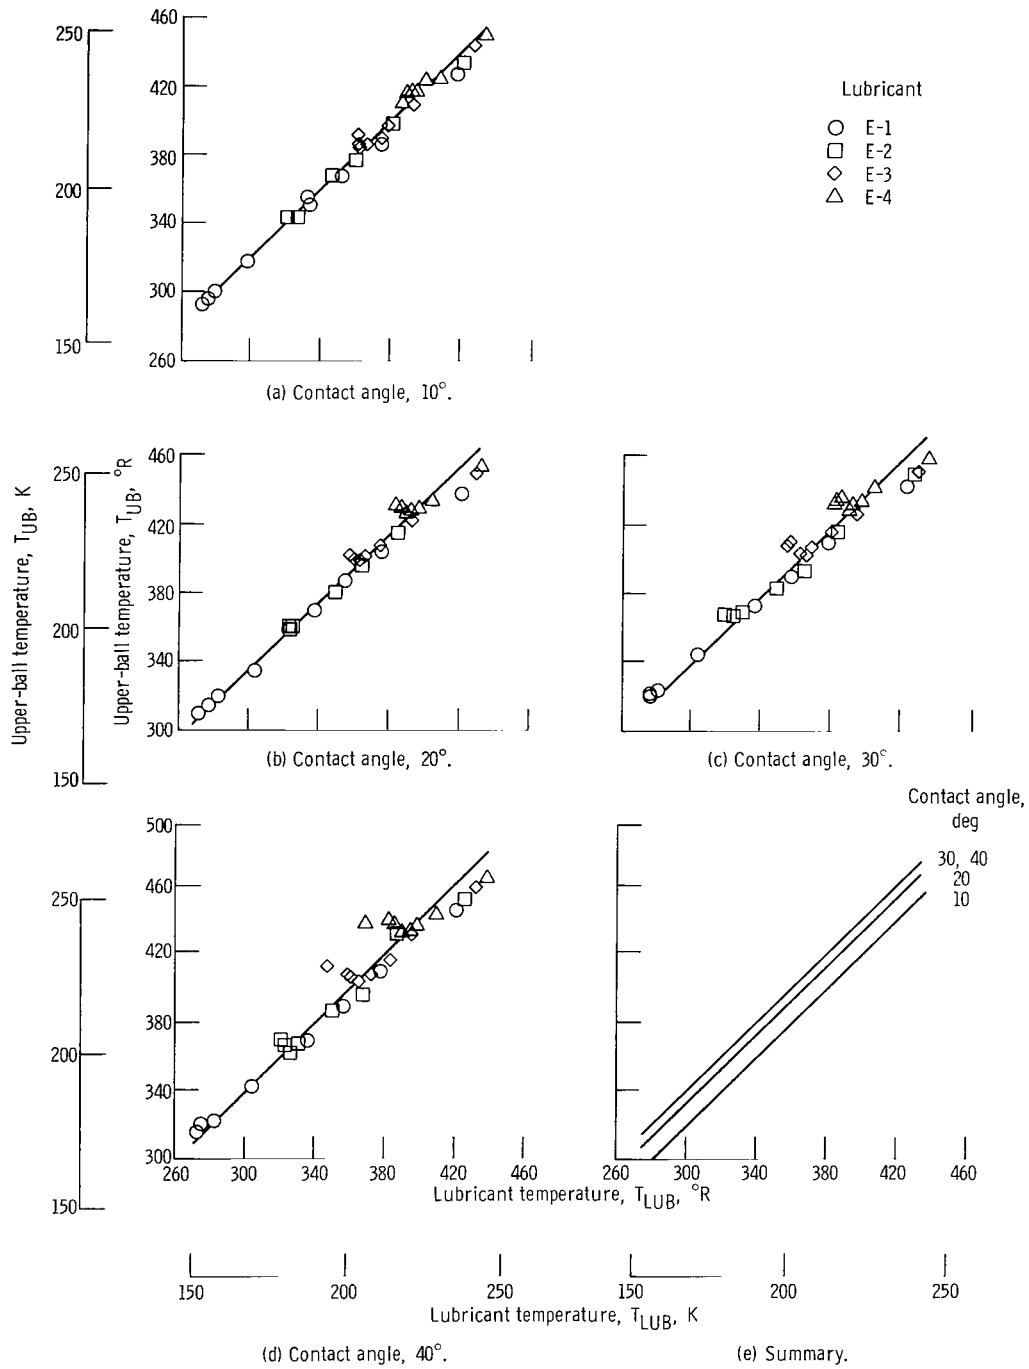 250
200
150
460
420
380
340
300
260
Lubricant
E-1
E-2
E-3
E-4
(a) Contact angle, 10°.
Upper-ball temperature, T_UB, K
250
200
150
Upper-ball temperature, T_UB, °R
460
420
380
340
300
(b) Contact angle, 20°.
(c) Contact angle, 30°.
250
200
150
500
460
420
380
340
300
260 300 340 380 420 460
Contact angle,
deg
30, 40
20
10
260 300 340 380 420 460
Lubricant temperature, T_LUB, °R
150 200 250
150 200 250
Lubricant temperature, T_LUB, K
(d) Contact angle, 40°.
(e) Summary.